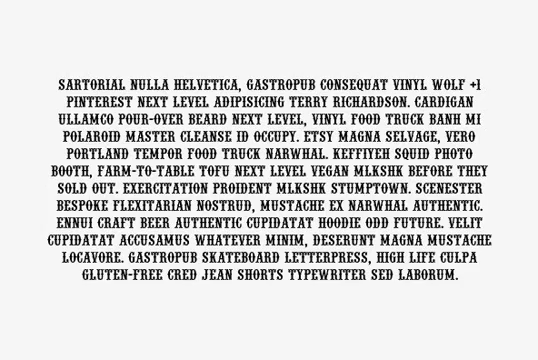 SARTORIAL NULLA HELVETICA, GASTROPUB CONSEQUAT VINYL WOLF +1
PINTEREST NEXT LEVEL ADIPISICING TERRY RICHARDSON. CARDIGAN
ULLAMCO POUR-OVER BEARD NEXT LEVEL, VINYL FOOD TRUCK BANH MI
POLAROID MASTER CLEANSE ID OCCUPY. ETSY MAGNA SELVAGE, VERO
PORTLAND TEMPOR FOOD TRUCK NARWHAL. KEFFIYEH SQUID PHOTO
BOOTH, FARM-TO-TABLE TOFU NEXT LEVEL VEGAN MLKSHK BEFORE THEY
SOLD OUT. EXERCITATION PROIDENT MLKSHK STUMPTOWN. SCENESTER
BESPOKE FLEXITARIAN NOSTRUD, MUSTACHE EX NARWHAL AUTHENTIC.
ENNUI CRAFT BEER AUTHENTIC CUPIDATAT HOODIE ODD FUTURE. VELIT
CUPIDATAT ACCUSAMUS WHATEVER MINIM, DESERUNT MAGNA MUSTACHE
LOCAVORE. GASTROPUB SKATEBOARD LETTERPRESS, HIGH LIFE CULPA
GLUTEN-FREE CRED JEAN SHORTS TYPEWRITER SED LABORUM.